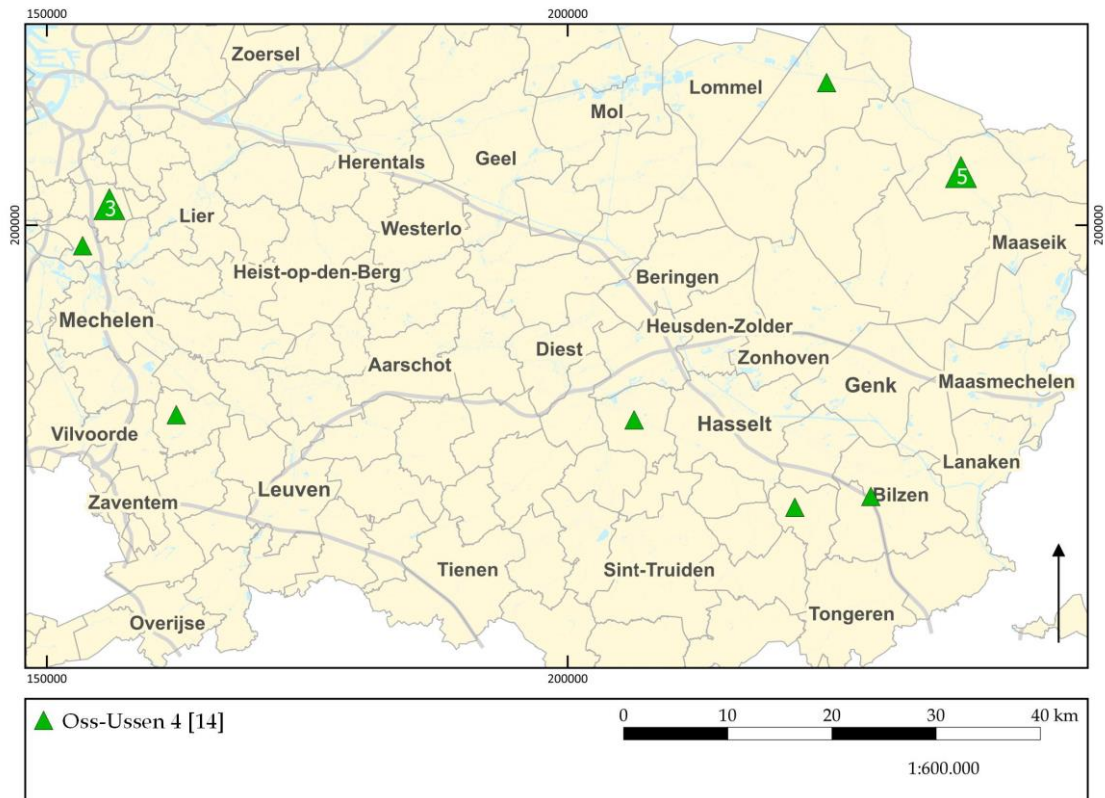 150000
200000
Zoersel
Lommel
Mol
Herentals
Geel
5
3
Lier
200000
Westerlo
200000
Maaseik
Heist-op-den-Berg
Beringen
Mechelen
Heusden-Zolder
Diest
Aarschot
Zonhoven
Genk
Maasmechelen
Vilvoorde
Hasselt
Lanaken
Leuven
Zaventem
Bilzen
Tienen
Sint-Truiden
Overijse
Tongeren
150000
200000
Oss-Ussen 4 [14]
0 10 20 30 40 km
1:600.000